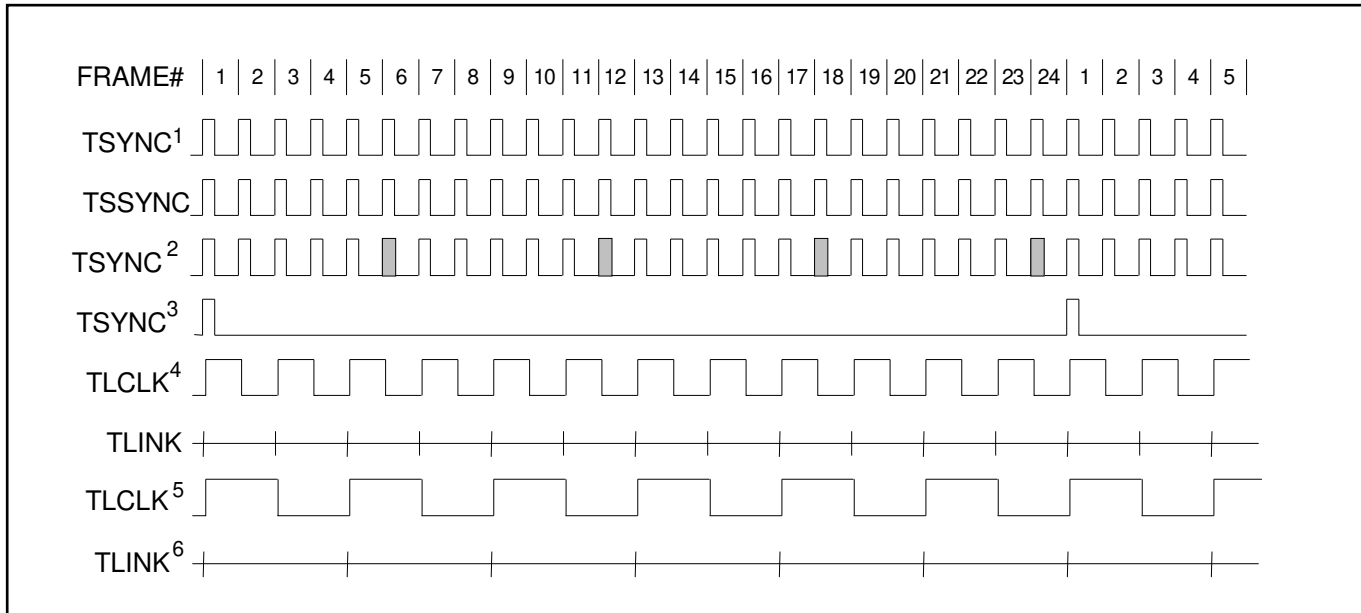 FRAME# 1 2 3 4 5 6 7 8 9 10 11 12 13 14 15 16 17 18 19 20 21 22 23 24 1 2 3 4 5
TSYNC¹
TSSYNC
TSYNC²
TSYNC³
TLCLK⁴
TLINK
TLCLK⁵
TLINK⁶